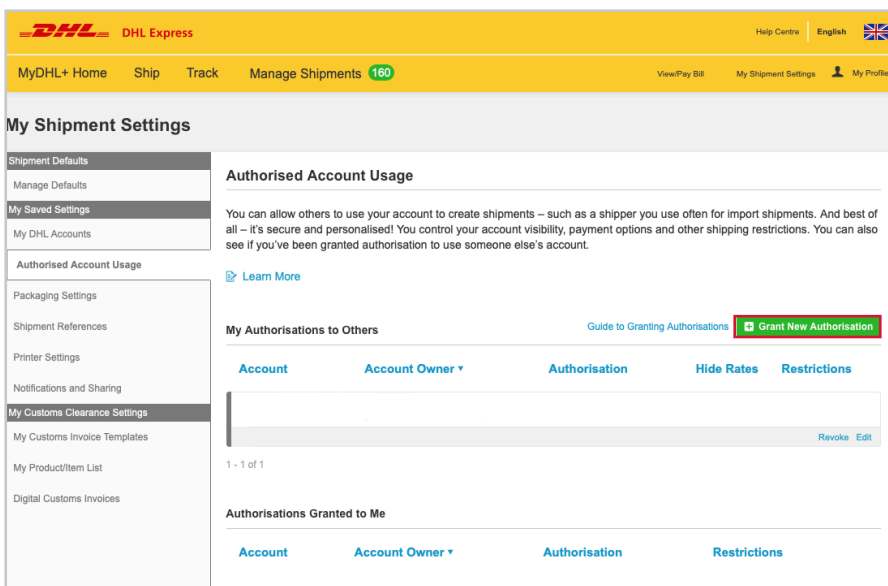 DHL DHL Express
Help Centre English
MyDHL+ Home Ship Track Manage Shipments 160
View/Pay Bill My Shipment Settings My Profile
My Shipment Settings
Shipment Defaults
Manage Defaults
My Saved Settings
My DHL Accounts
Authorised Account Usage
Packaging Settings
Shipment References
Printer Settings
Notifications and Sharing
My Customs Clearance Settings
My Customs Invoice Templates
My Product/Item List
Digital Customs Invoices
Authorised Account Usage
You can allow others to use your account to create shipments – such as a shipper you use often for import shipments. And best of
all – it's secure and personalised! You control your account visibility, payment options and other shipping restrictions. You can also
see if you've been granted authorisation to use someone else's account.
Learn More
My Authorisations to Others
Guide to Granting Authorisations Grant New Authorisation
Account Account Owner Authorisation Hide Rates Restrictions
Revoke Edit
1 - 1 of 1
Authorisations Granted to Me
Account Account Owner Authorisation Restrictions